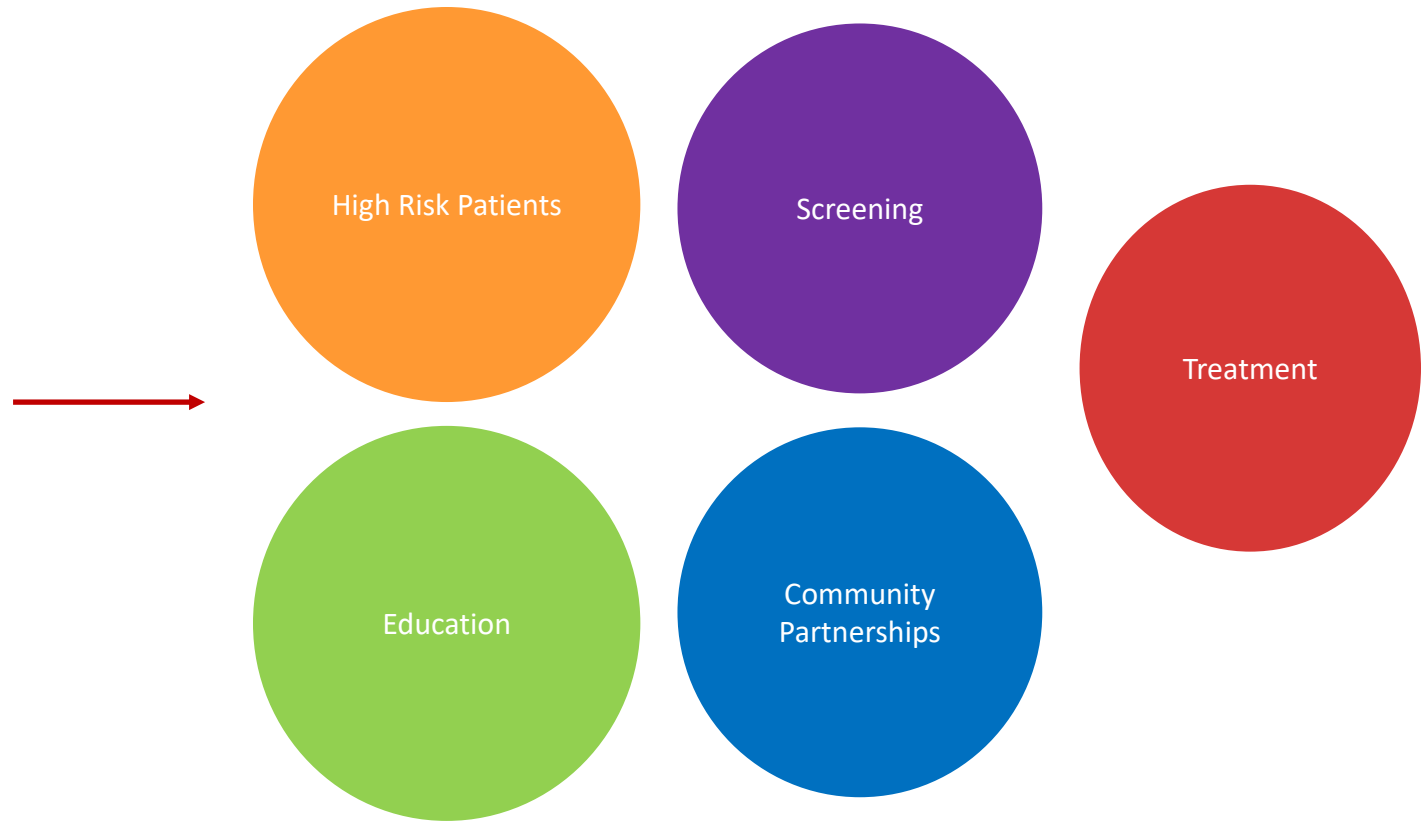 High Risk Patients
Screening
Treatment
Education
Community
Partnerships